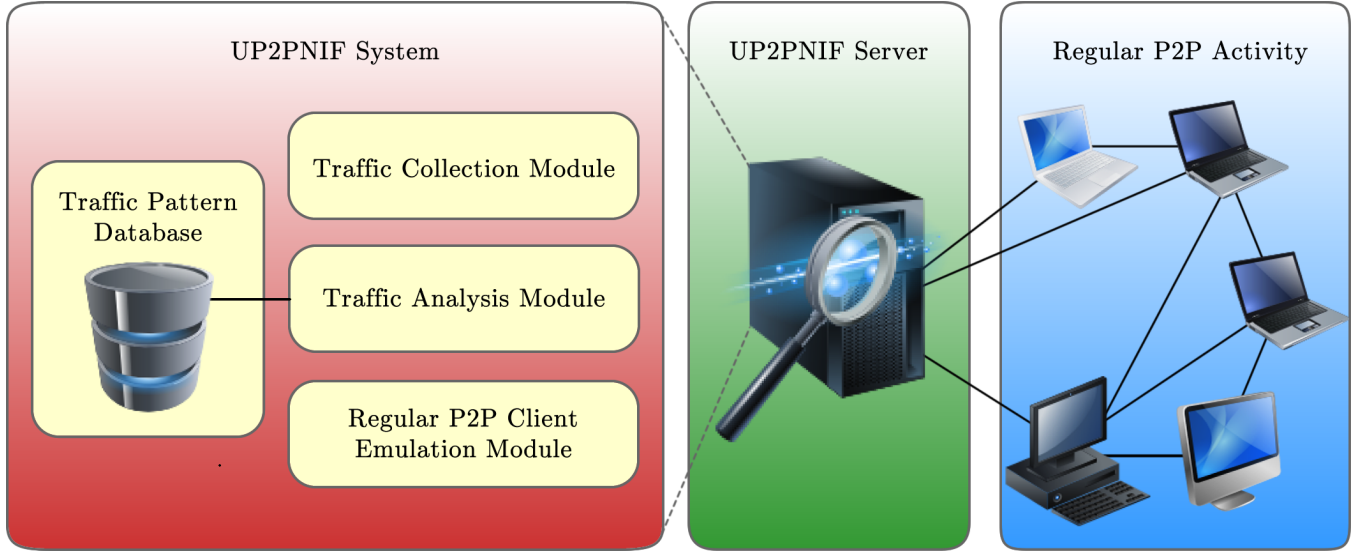 UP2PNIF System
Traffic Pattern
Database
Traffic Collection Module
Traffic Analysis Module
Regular P2P Client
Emulation Module
UP2PNIF Server
Regular P2P Activity